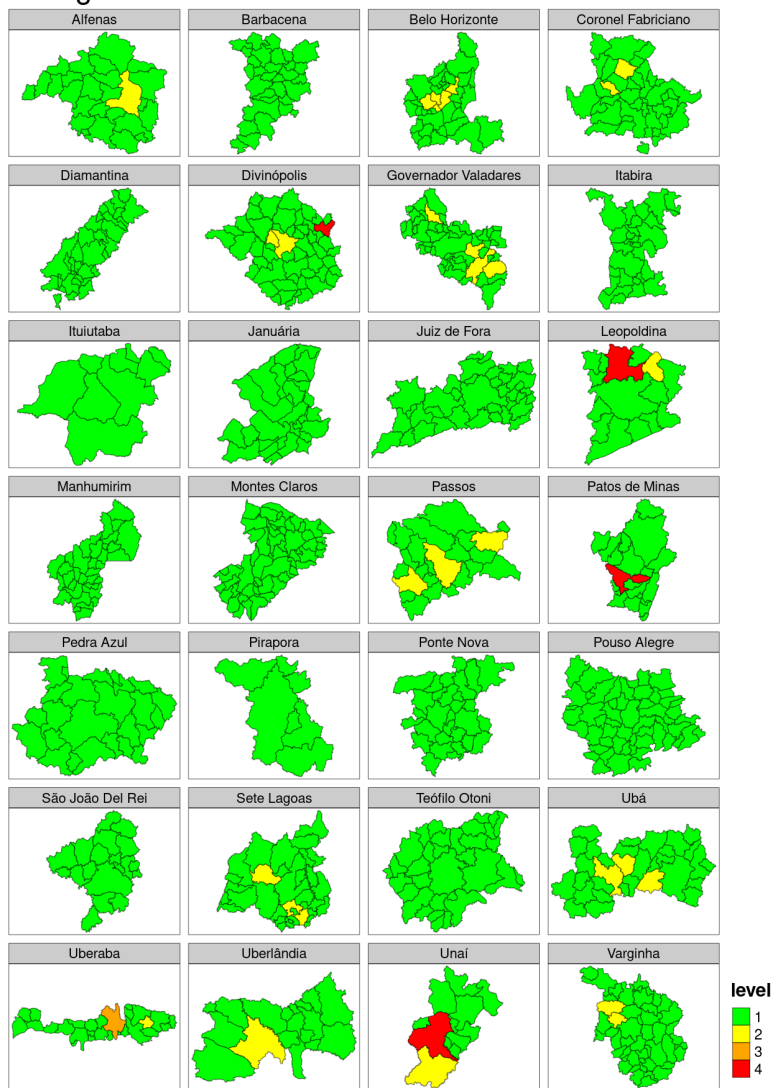 Alfenas
Barbacena
Belo Horizonte
Coronel Fabriciano
Diamantina
Divinópolis
Governador Valadares
Itabira
Ituiutaba
Januária
Juiz de Fora
Leopoldina
Manhumirim
Montes Claros
Passos
Patos de Minas
Pedra Azul
Pirapora
Ponte Nova
Pouso Alegre
São João Del Rei
Sete Lagoas
Teófilo Otoni
Ubá
Uberaba
Uberlândia
Unaí
Varginha
level
1
2
3
4